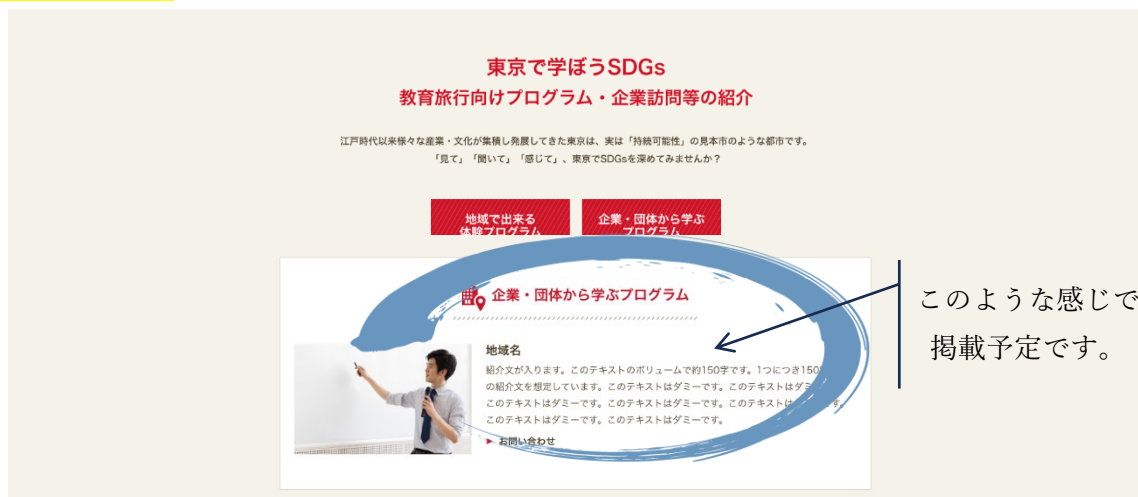 東京で学ぼうSDGs
教育旅行向けプログラム・企業訪問等の紹介
江戸時代以来様々な産業・文化が集積し発展してきた東京は、実は「持続可能性」の見本市のような都市です。
「見て」「聞いて」「感じて」、東京でSDGsを深めてみませんか？
地域で出来る
体験プログラム
企業・団体から学ぶ
プログラム
企業・団体から学ぶプログラム
地域名
紹介文が入ります。このテキストのボリュームで約150字です。1つにつき150
の紹介文を想定しています。このテキストはダミーです。このテキストはダミ
このテキストはダミーです。このテキストはダミーです。このテキストは
このテキストはダミーです。このテキストはダミーです。
お問い合わせ
このような感じで
掲載予定です。